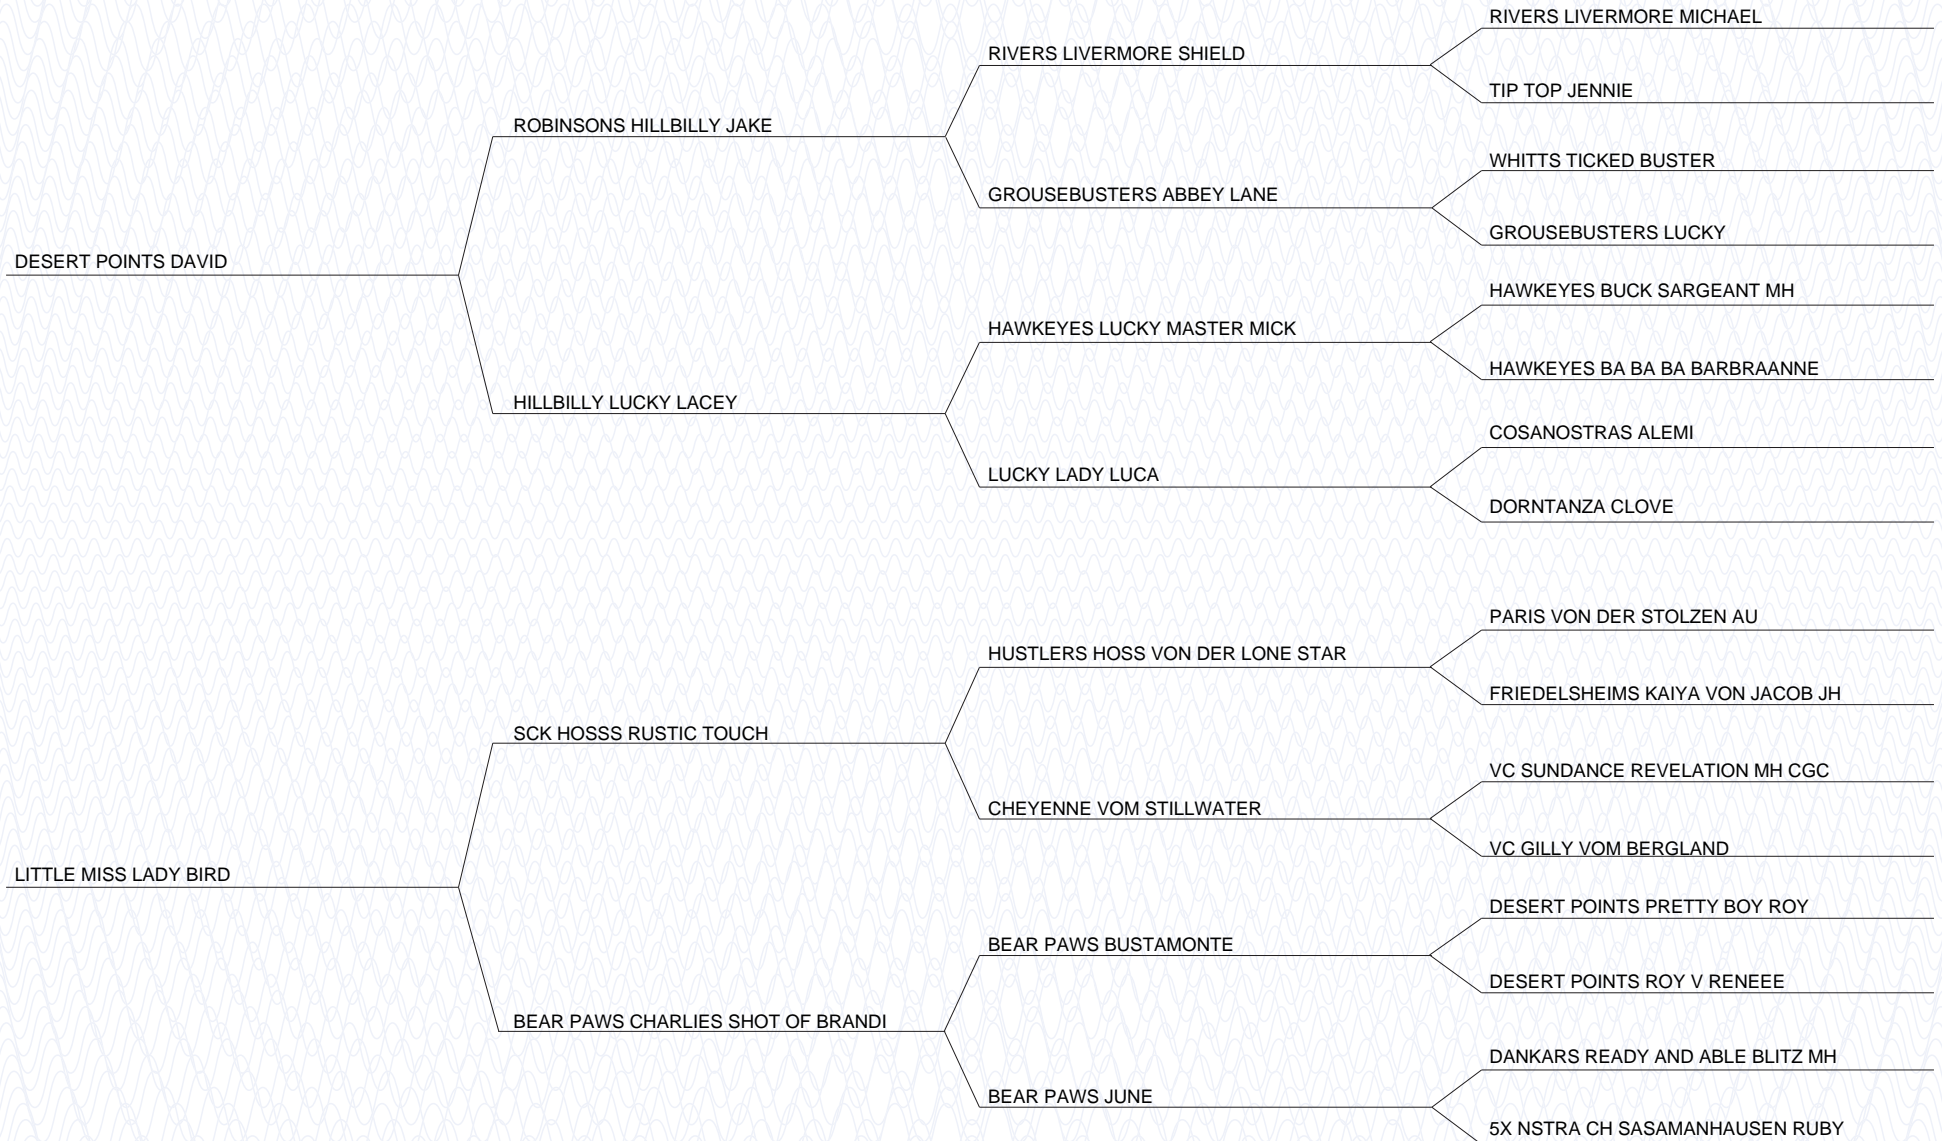 DESERT POINTS DAVID
ROBINSONS HILLBILLY JAKE
RIVERS LIVERMORE SHIELD
RIVERS LIVERMORE MICHAEL
TIP TOP JENNIE
GROUSEBUSTERS ABBEY LANE
WHITTS TICKED BUSTER
GROUSEBUSTERS LUCKY
HILLBILLY LUCKY LACEY
HAWKEYES LUCKY MASTER MICK
HAWKEYES BUCK SARGEANT MH
HAWKEYES BA BA BA BARBRAANNE
LUCKY LADY LUCA
COSANOSTRAS ALEMI
DORNTANZA CLOVE
LITTLE MISS LADY BIRD
SCK HOSSS RUSTIC TOUCH
HUSTLERS HOSS VON DER LONE STAR
PARIS VON DER STOLZEN AU
FRIEDELSHEIMS KAIYA VON JACOB JH
CHEYENNE VOM STILLWATER
VC SUNDANCE REVELATION MH CGC
VC GILLY VOM BERGLAND
BEAR PAWS CHARLIES SHOT OF BRANDI
BEAR PAWS BUSTAMONTE
DESERT POINTS PRETTY BOY ROY
DESERT POINTS ROY V RENEEE
BEAR PAWS JUNE
DANKARS READY AND ABLE BLITZ MH
5X NSTRA CH SASAMANHAUSEN RUBY